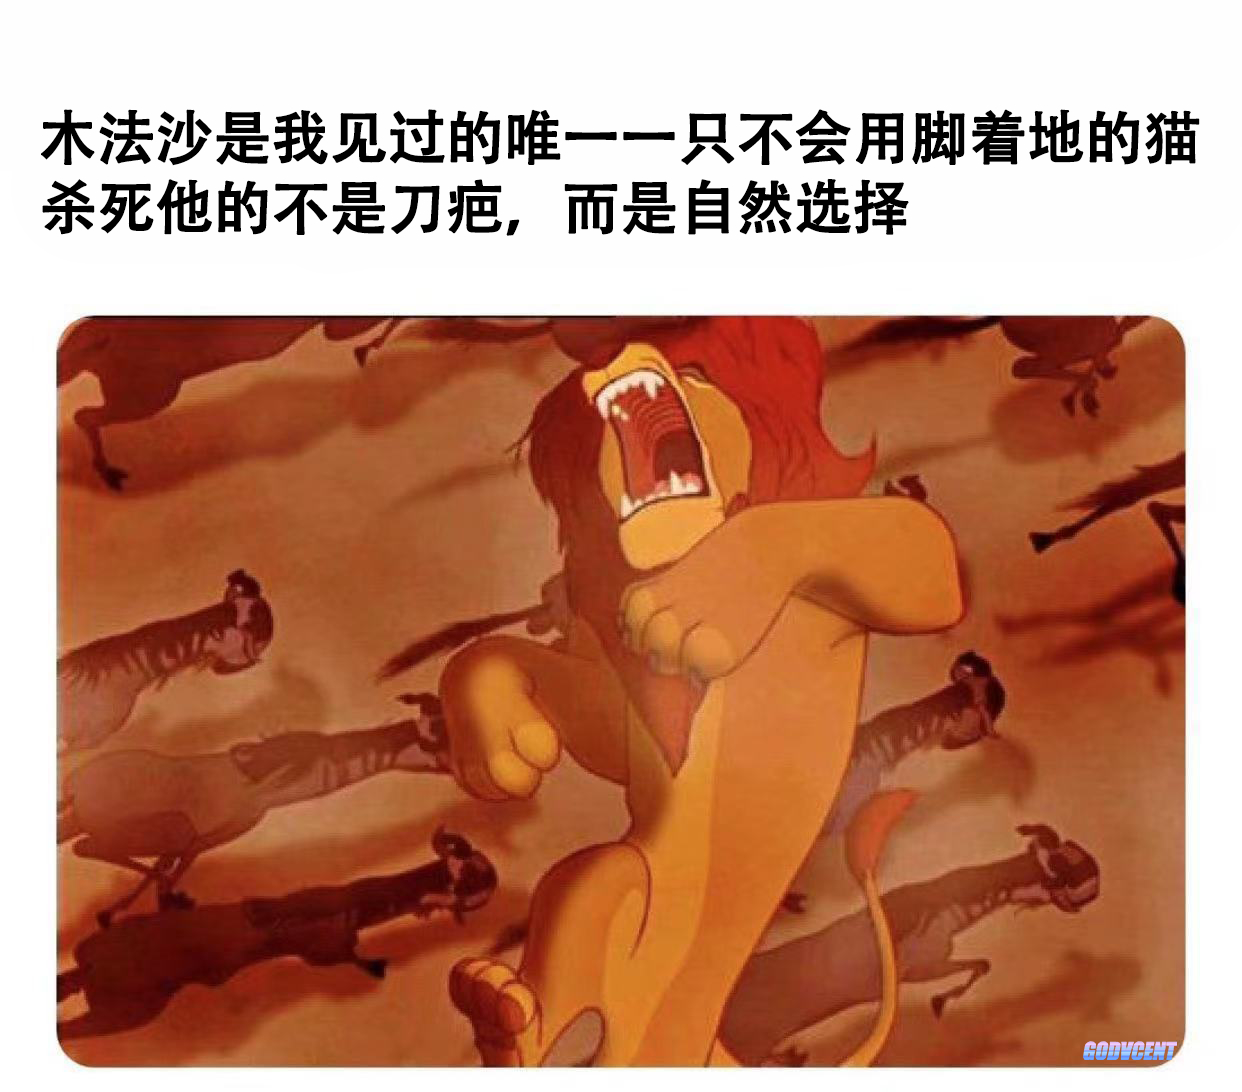 木法沙是我见过的唯一一只不会用脚着地的猫
杀死他的不是刀疤，而是自然选择
GODVCENT